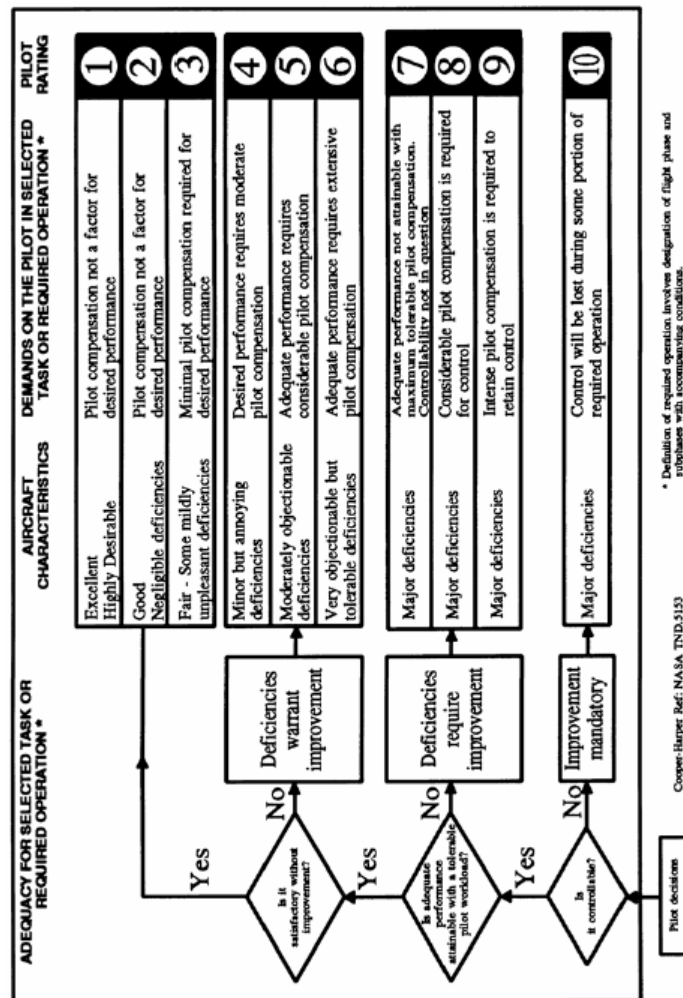 ADEQUACY FOR SELECTED TASK OR
REQUIRED OPERATION *
AIRCRAFT
CHARACTERISTICS
DEMANDS ON THE PILOT IN SELECTED
TASK OR REQUIRED OPERATION *
PILOT
RATING
Excellent
Highly Desirable
Pilot compensation not a factor for
desired performance
1
Good
Negligible deficiencies
Pilot compensation not a factor for
desired performance
2
Fair - Some mildly
unpleasant deficiencies
Minimal pilot compensation required for
desired performance
3
Yes
Is it
satisfactory without
improvement?
No
Deficiencies
warrant
improvement
Minor but annoying
deficiencies
Desired performance requires moderate
pilot compensation
4
Moderately objectionable
deficiencies
Adequate performance requires
considerable pilot compensation
5
Very objectionable but
tolerable deficiencies
Adequate performance requires extensive
pilot compensation
6
Yes
Is adequate
performance
attainable with a tolerable
pilot workload?
No
Deficiencies
require
improvement
Major deficiencies
Adequate performance not attainable with
maximum tolerable pilot compensation.
Controllability not in question
7
Major deficiencies
Considerable pilot compensation is required
for control
8
Major deficiencies
Intense pilot compensation is required to
retain control
9
Yes
Is
it controllable?
No
Improvement
mandatory
Major deficiencies
Control will be lost during some portion of
required operation
10
Pilot decisions
Cooper-Harper Ref: NASA TND.5153
* Definition of required operation involves designation of flight phase and
subphases with accompanying conditions.